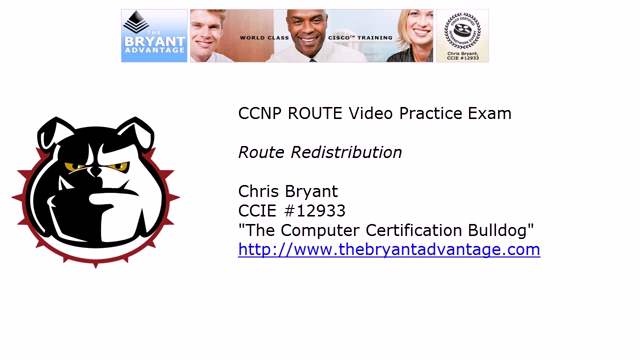 THE
BRYANT
ADVANTAGE
WORLD CLASS CISCO™ TRAINING
Chris Bryant,
CCIE #12933
CCNP ROUTE Video Practice Exam
Route Redistribution
Chris Bryant
CCIE #12933
"The Computer Certification Bulldog"
http://www.thebryantadvantage.com